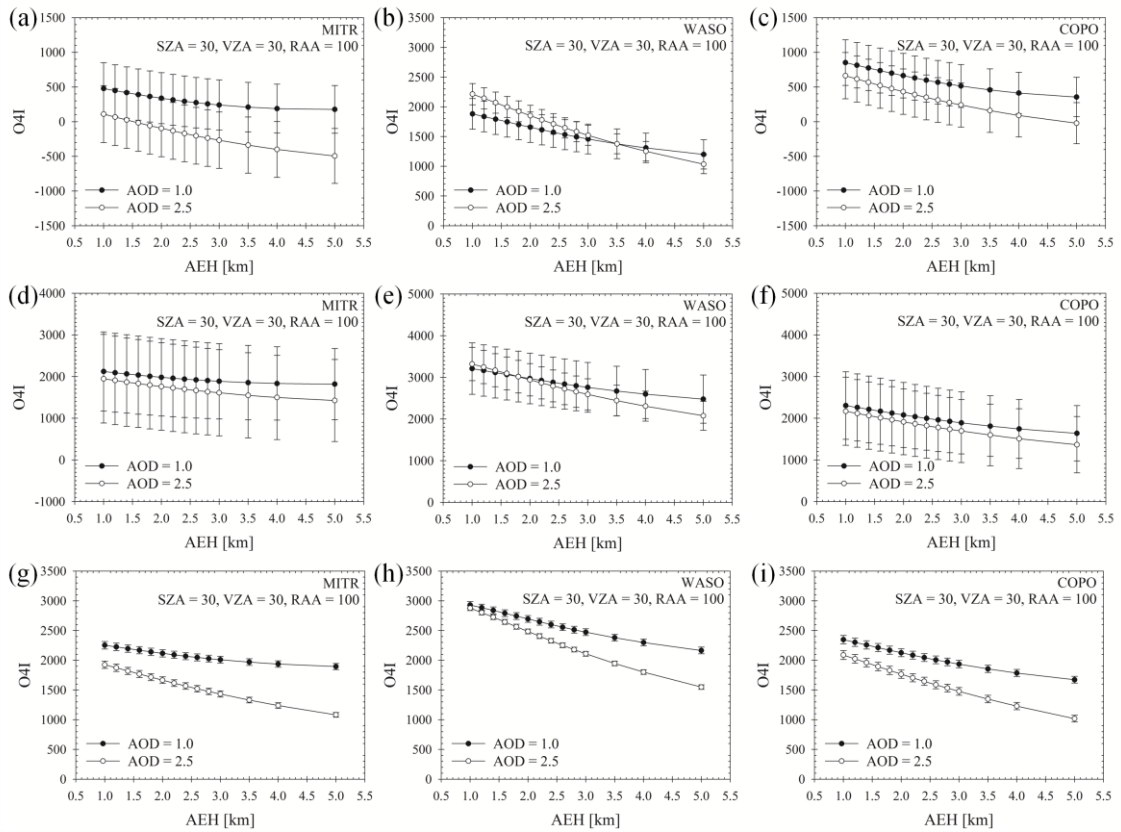 (a)
MITR
SZA = 30, VZA = 30, RAA = 100
O4I
1500
1000
500
0
-500
-1000
-1500
AOD = 1.0
AOD = 2.5
0.5 1.0 1.5 2.0 2.5 3.0 3.5 4.0 4.5 5.0 5.5
AEH [km]
(b)
WASO
SZA = 30, VZA = 30, RAA = 100
O4I
3500
3000
2500
2000
1500
1000
500
0
AOD = 1.0
AOD = 2.5
0.5 1.0 1.5 2.0 2.5 3.0 3.5 4.0 4.5 5.0 5.5
AEH [km]
(c)
COPO
SZA = 30, VZA = 30, RAA = 100
O4I
1500
1000
500
0
-500
-1000
-1500
AOD = 1.0
AOD = 2.5
0.5 1.0 1.5 2.0 2.5 3.0 3.5 4.0 4.5 5.0 5.5
AEH [km]
(d)
MITR
SZA = 30, VZA = 30, RAA = 100
O4I
4000
3000
2000
1000
0
-1000
AOD = 1.0
AOD = 2.5
0.5 1.0 1.5 2.0 2.5 3.0 3.5 4.0 4.5 5.0 5.5
AEH [km]
(e)
WASO
SZA = 30, VZA = 30, RAA = 100
O4I
5000
4000
3000
2000
1000
0
AOD = 1.0
AOD = 2.5
0.5 1.0 1.5 2.0 2.5 3.0 3.5 4.0 4.5 5.0 5.5
AEH [km]
(f)
COPO
SZA = 30, VZA = 30, RAA = 100
O4I
5000
4000
3000
2000
1000
0
AOD = 1.0
AOD = 2.5
0.5 1.0 1.5 2.0 2.5 3.0 3.5 4.0 4.5 5.0 5.5
AEH [km]
(g)
MITR
SZA = 30, VZA = 30, RAA = 100
O4I
3500
3000
2500
2000
1500
1000
500
0
AOD = 1.0
AOD = 2.5
0.5 1.0 1.5 2.0 2.5 3.0 3.5 4.0 4.5 5.0 5.5
AEH [km]
(h)
WASO
SZA = 30, VZA = 30, RAA = 100
O4I
3500
3000
2500
2000
1500
1000
500
0
AOD = 1.0
AOD = 2.5
0.5 1.0 1.5 2.0 2.5 3.0 3.5 4.0 4.5 5.0 5.5
AEH [km]
(i)
COPO
SZA = 30, VZA = 30, RAA = 100
O4I
3500
3000
2500
2000
1500
1000
500
0
AOD = 1.0
AOD = 2.5
0.5 1.0 1.5 2.0 2.5 3.0 3.5 4.0 4.5 5.0 5.5
AEH [km]